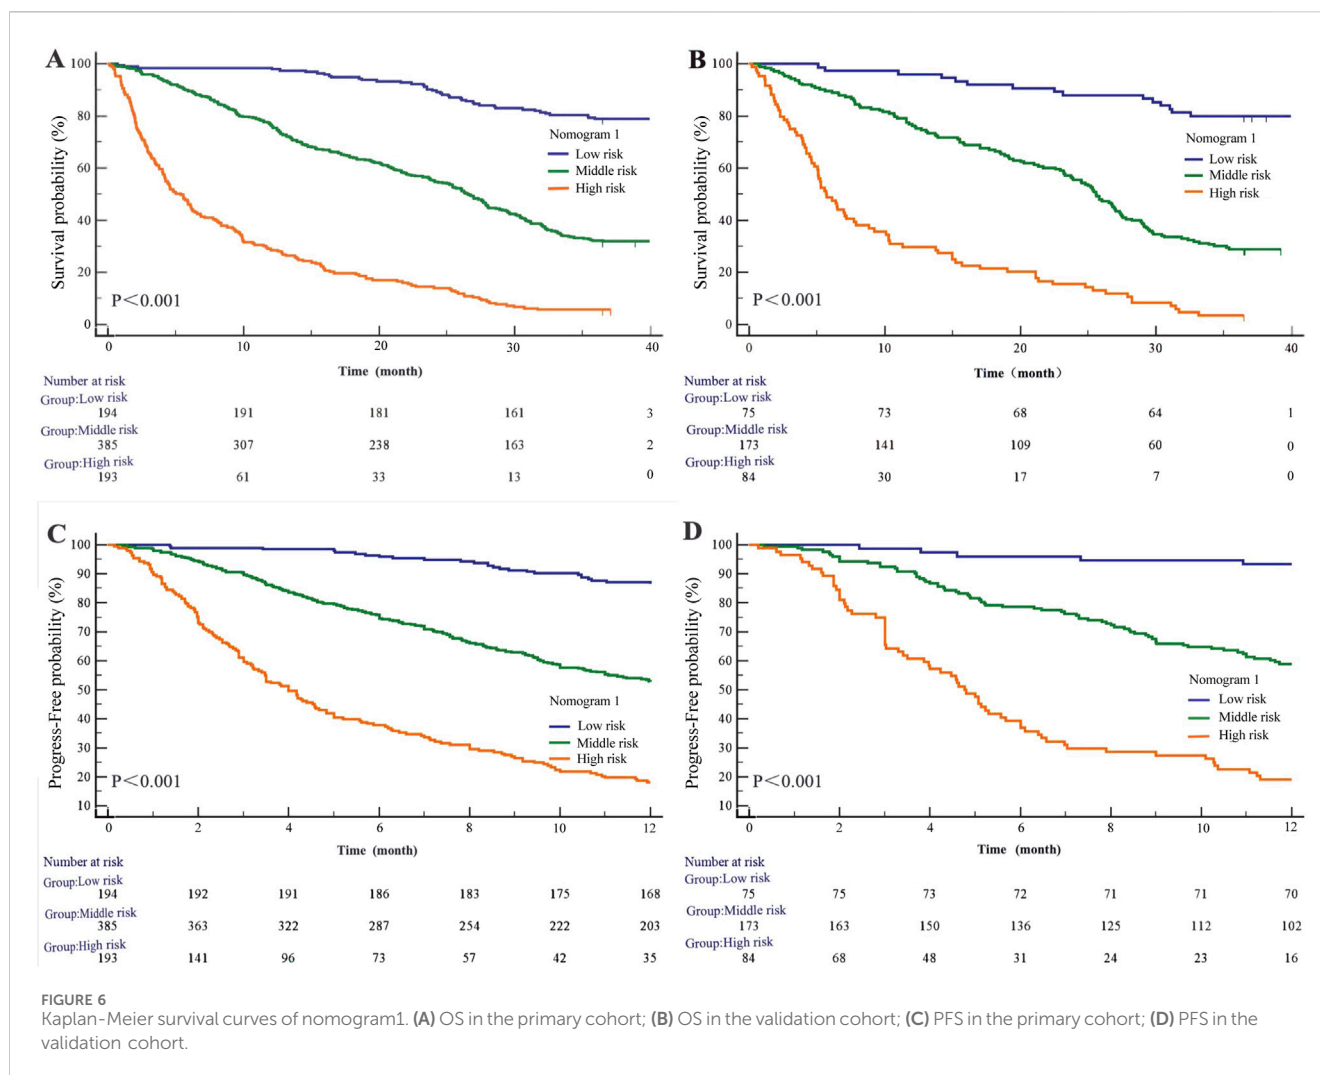 A
100
80
60
40
20
0
Survival probability (%)
Nomogram 1
Low risk
Middle risk
High risk
P<0.001
0 10 20 30 40
Time (month)
Number at risk
Group:Low risk
194 191 181 161 3
Group:Middle risk
385 307 238 163 2
Group:High risk
193 61 33 13 0
B
100
80
60
40
20
0
Survival probability (%)
Nomogram 1
Low risk
Middle risk
High risk
P<0.001
0 10 20 30 40
Time（month）
Number at risk
Group:Low risk
75 73 68 64 1
Group:Middle risk
173 141 109 60 0
Group:High risk
84 30 17 7 0
C
100
90
80
70
60
50
40
30
20
10
Progress-Free probability (%)
Nomogram 1
Low risk
Middle risk
High risk
P<0.001
0 2 4 6 8 10 12
Time (month)
Number at risk
Group:Low risk
194 192 191 186 183 175 168
Group:Middle risk
385 363 322 287 254 222 203
Group:High risk
193 141 96 73 57 42 35
D
100
90
80
70
60
50
40
30
20
10
Progress-Free probability (%)
Nomogram 1
Low risk
Middle risk
High risk
P<0.001
0 2 4 6 8 10 12
Time (month)
Number at risk
Group:Low risk
75 75 73 72 71 71 70
Group:Middle risk
173 163 150 136 125 112 102
Group:High risk
84 68 48 31 24 23 16
FIGURE 6
Kaplan-Meier survival curves of nomogram1. (A) OS in the primary cohort; (B) OS in the validation cohort; (C) PFS in the primary cohort; (D) PFS in the
validation cohort.